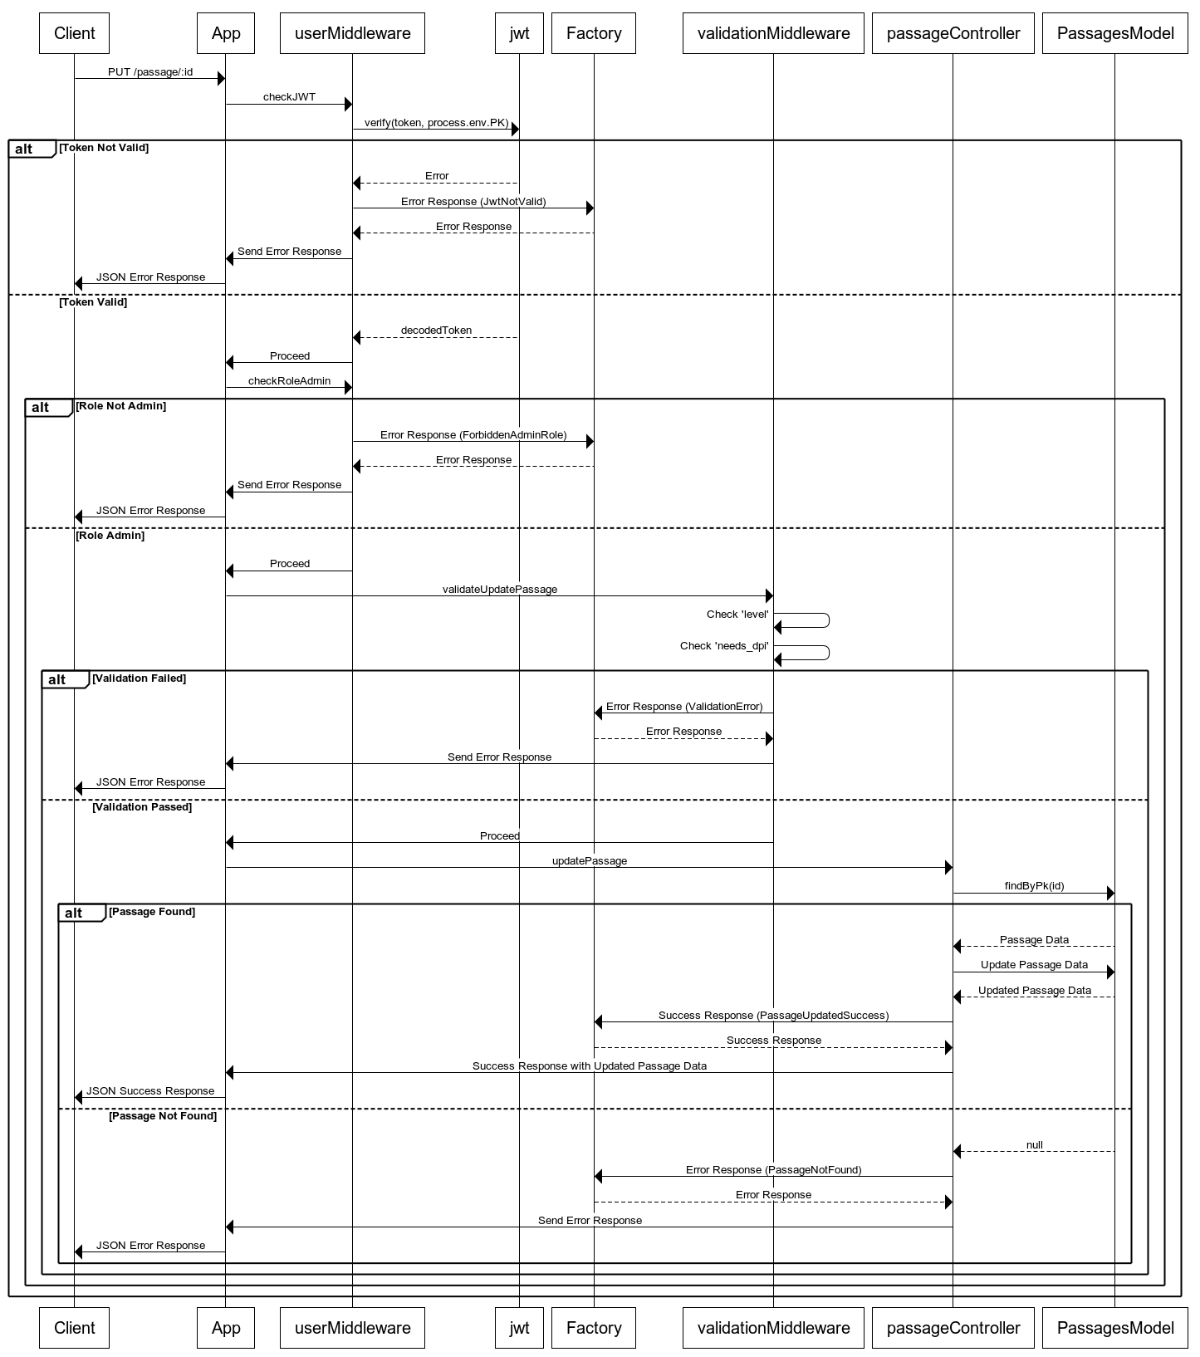 Client App userMiddleware jwt Factory validationMiddleware passageController PassagesModel
PUT /passage/:id
checkJWT
verify(token, process.env.PK)
alt [Token Not Valid]
Error
Error Response (JwtNotValid)
Error Response
Send Error Response
JSON Error Response
[Token Valid]
decodedToken
Proceed
checkRoleAdmin
alt [Role Not Admin]
Error Response (ForbiddenAdminRole)
Error Response
Send Error Response
JSON Error Response
[Role Admin]
Proceed
validateUpdatePassage
Check 'level'
Check 'needs_dpi'
alt [Validation Failed]
Error Response (ValidationError)
Error Response
Send Error Response
JSON Error Response
[Validation Passed]
Proceed
updatePassage
findByPk(id)
alt [Passage Found]
Passage Data
Update Passage Data
Updated Passage Data
Success Response (PassageUpdatedSuccess)
Success Response
Success Response with Updated Passage Data
JSON Success Response
[Passage Not Found]
null
Error Response (PassageNotFound)
Error Response
Send Error Response
JSON Error Response
Client App userMiddleware jwt Factory validationMiddleware passageController PassagesModel